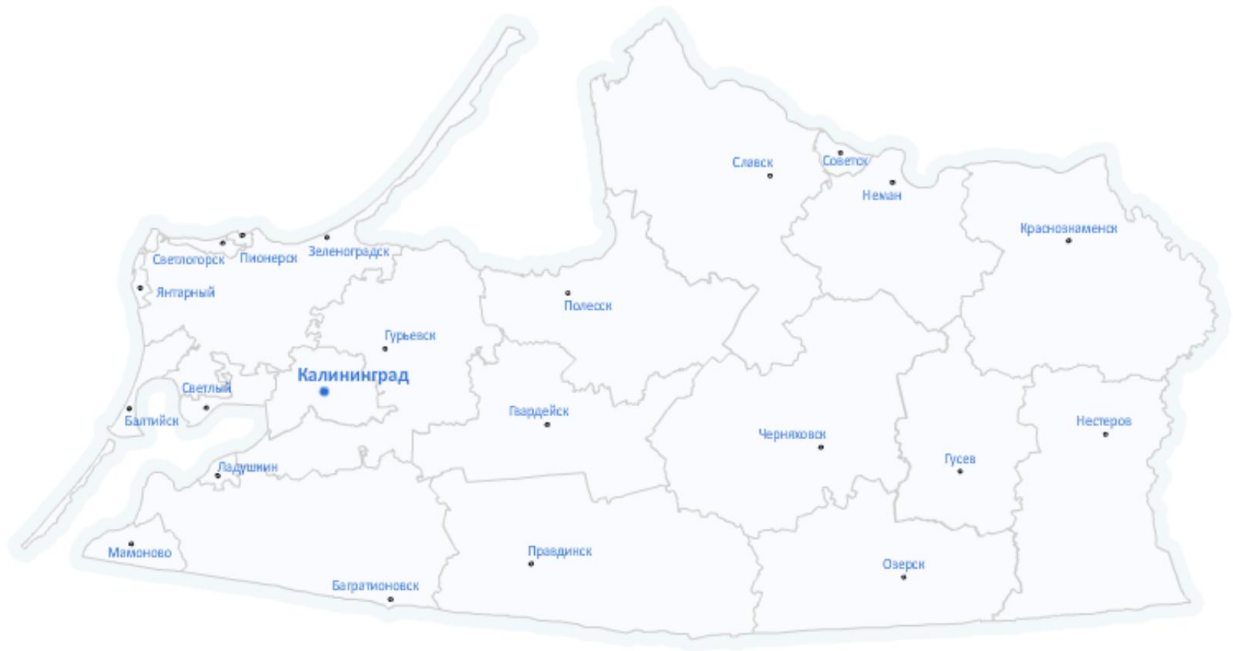 Славск
Советск
Неман
Краснознаменск
Светлогорск
Пионерск
Зеленоградск
Янтарный
Полесск
Гурьевск
Калининград
Светлый
Балтийск
Гвардейск
Черняховск
Нестеров
Гусев
Ладушкин
Мамоново
Правдинск
Озерск
Багратионовск